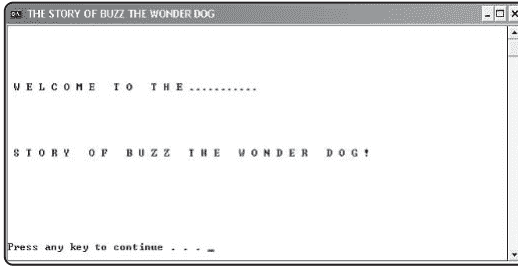 THE STORY OF BUZZ THE WONDER DOG
W E L C O M E   T O   T H E...........
S T O R Y   O F   B U Z Z   T H E   W O N D E R   D O G !
Press any key to continue . . . _